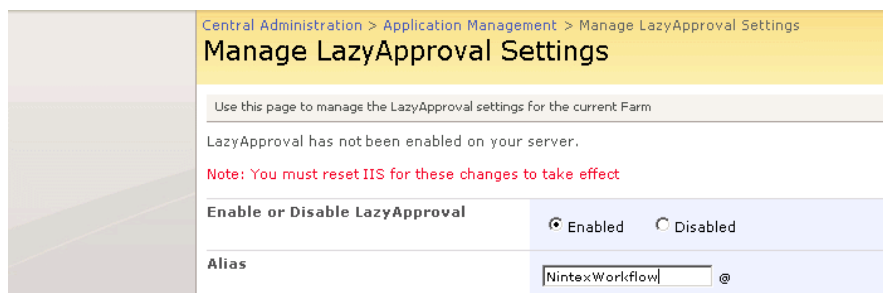 Central Administration > Application Management > Manage LazyApproval Settings
Manage LazyApproval Settings
Use this page to manage the LazyApproval settings for the current Farm
LazyApproval has not been enabled on your server.
Note: You must reset IIS for these changes to take effect
Enable or Disable LazyApproval
Enabled Disabled
Alias
NintexWorkflow @